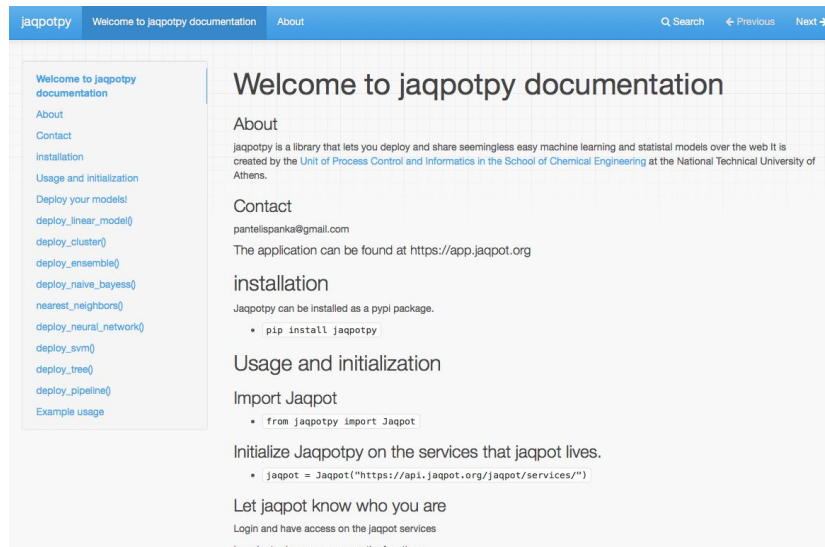 jaqpotpy Welcome to jaqpotpy documentation About Search Previous Next
Welcome to jaqpotpy
documentation
About
Contact
installation
Usage and initialization
Deploy your models!
deploy_linear_model()
deploy_cluster()
deploy_ensemble()
deploy_naive_bayess()
nearest_neighbors()
deploy_neural_network()
deploy_svm()
deploy_tree()
deploy_pipeline()
Example usage
Welcome to jaqpotpy documentation
About
jaqpotpy is a library that lets you deploy and share seemingless easy machine learning and statistal models over the web It is
created by the Unit of Process Control and Informatics in the School of Chemical Engineering at the National Technical University of
Athens.
Contact
pantelispanka@gmail.com
The application can be found at https://app.jaqpot.org
installation
Jaqpotpy can be installed as a pypi package.
pip install jaqpotpy
Usage and initialization
Import Jaqpot
from jaqpotpy import Jaqpot
Initialize Jaqpotpy on the services that jaqpot lives.
jaqpot = Jaqpot("https://api.jaqpot.org/jaqpot/services/")
Let jaqpot know who you are
Login and have access on the jaqpot services